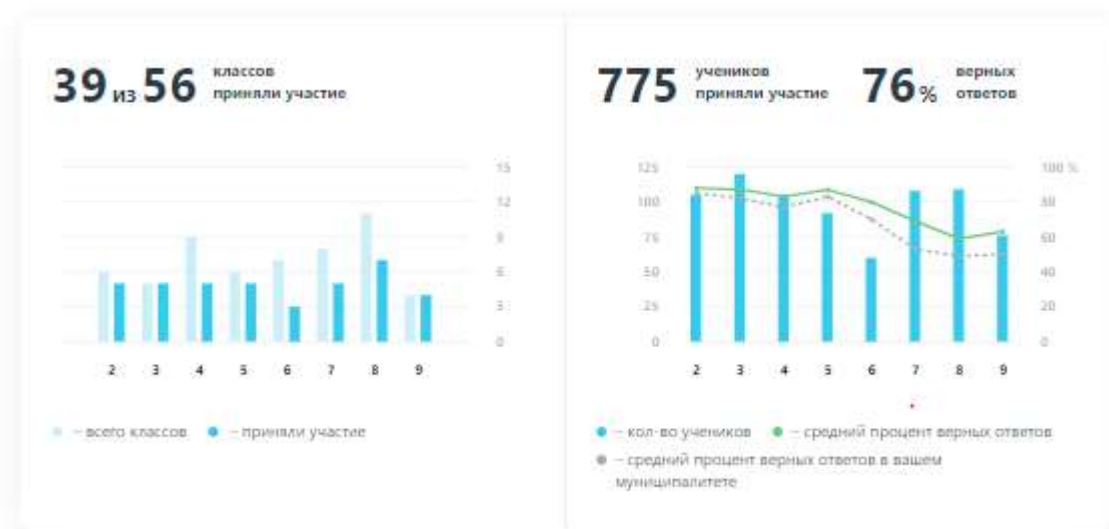 39 из 56 классов
приняли участие
15
12
9
6
3
0
2 3 4 5 6 7 8 9
– всего классов – приняли участие
775 учеников
приняли участие
76% верных
ответов
125 100 %
100 80
75 60
50 40
25 20
0 0
2 3 4 5 6 7 8 9
– кол-во учеников – средний процент верных ответов
– средний процент верных ответов в вашем
муниципалитете